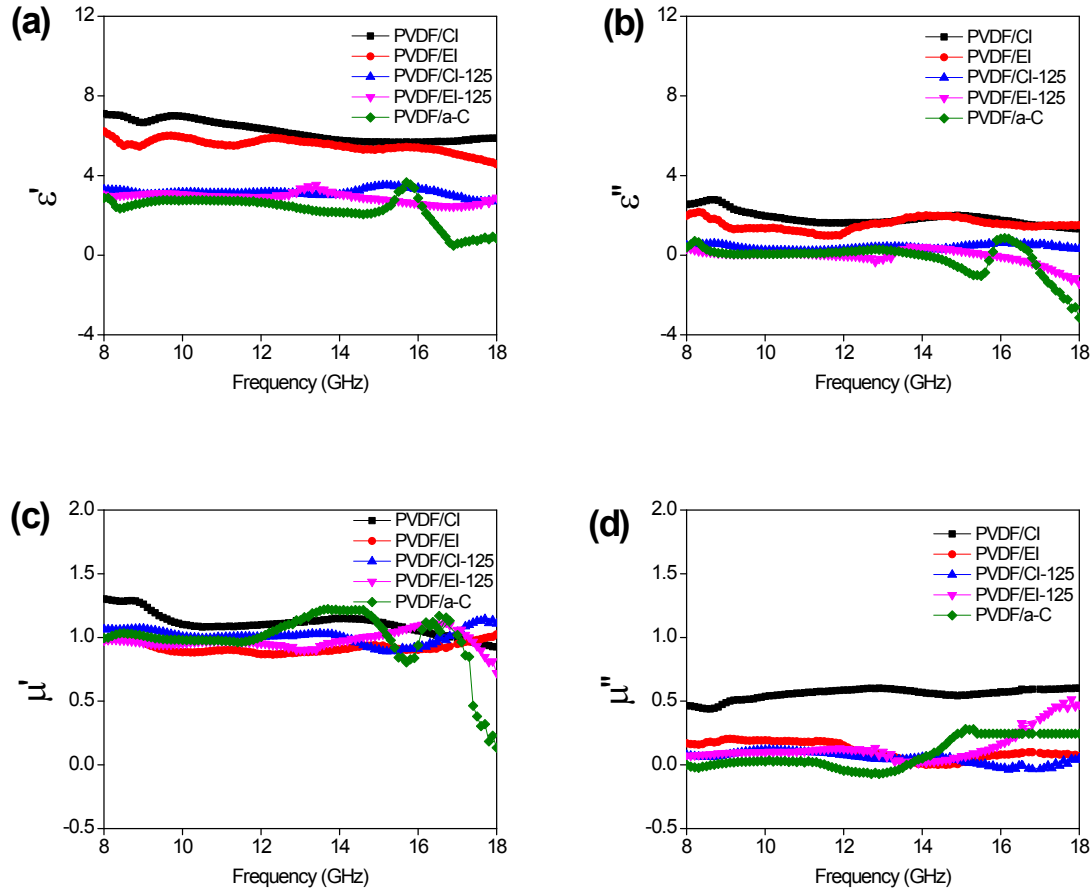 (a)
12
8
4
0
-4
ε'
8 10 12 14 16 18
Frequency (GHz)
PVDF/CI
PVDF/EI
PVDF/CI-125
PVDF/EI-125
PVDF/a-C
(b)
12
8
4
0
-4
ε''
8 10 12 14 16 18
Frequency (GHz)
PVDF/CI
PVDF/EI
PVDF/CI-125
PVDF/EI-125
PVDF/a-C
(c)
2.0
1.5
1.0
0.5
0.0
-0.5
μ'
8 10 12 14 16 18
Frequency (GHz)
PVDF/CI
PVDF/EI
PVDF/CI-125
PVDF/EI-125
PVDF/a-C
(d)
2.0
1.5
1.0
0.5
0.0
-0.5
μ''
8 10 12 14 16 18
Frequency (GHz)
PVDF/CI
PVDF/EI
PVDF/CI-125
PVDF/EI-125
PVDF/a-C